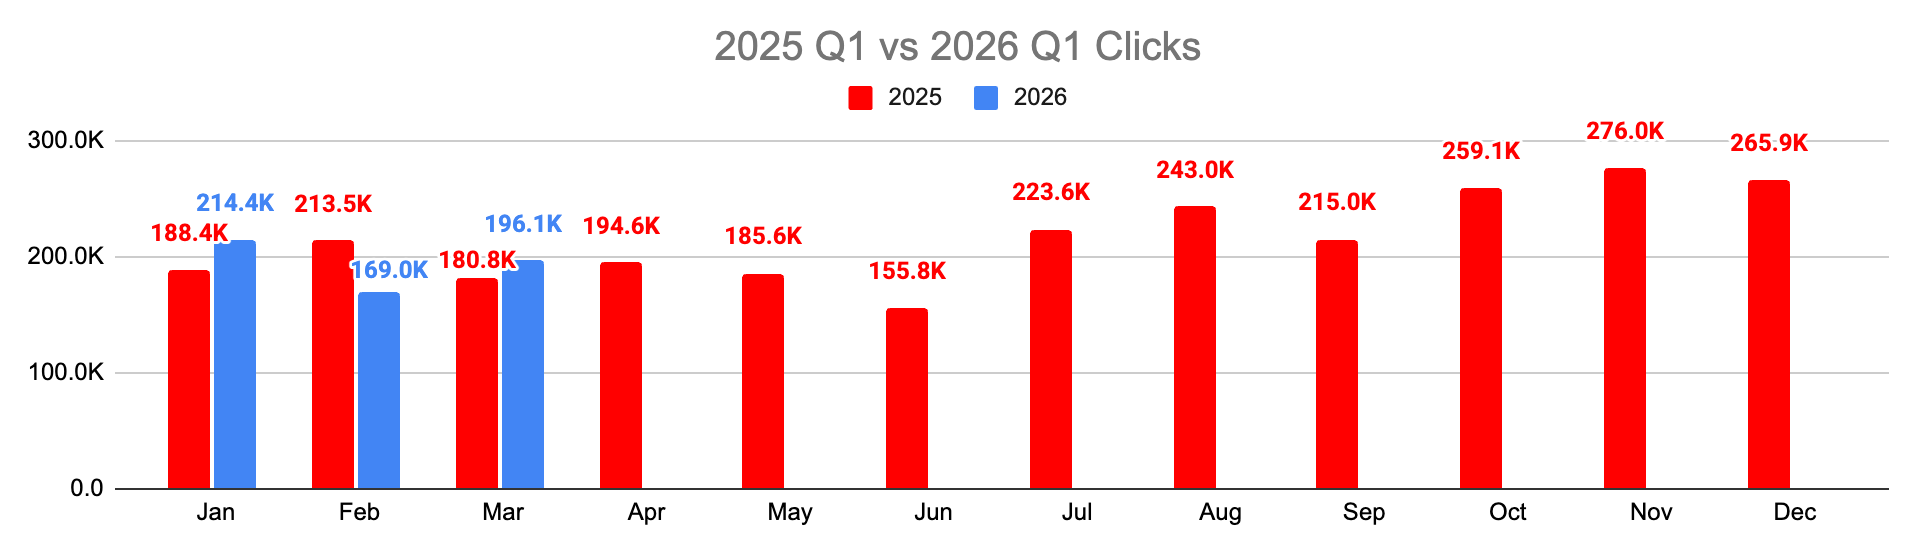 2025 Q1 vs 2026 Q1 Clicks
2025 2026
300.0K
200.0K
100.0K
0.0
188.4K 214.4K
213.5K 169.0K
180.8K 196.1K
194.6K
185.6K
155.8K
223.6K
243.0K
215.0K
259.1K
276.0K
265.9K
Jan Feb Mar Apr May Jun Jul Aug Sep Oct Nov Dec